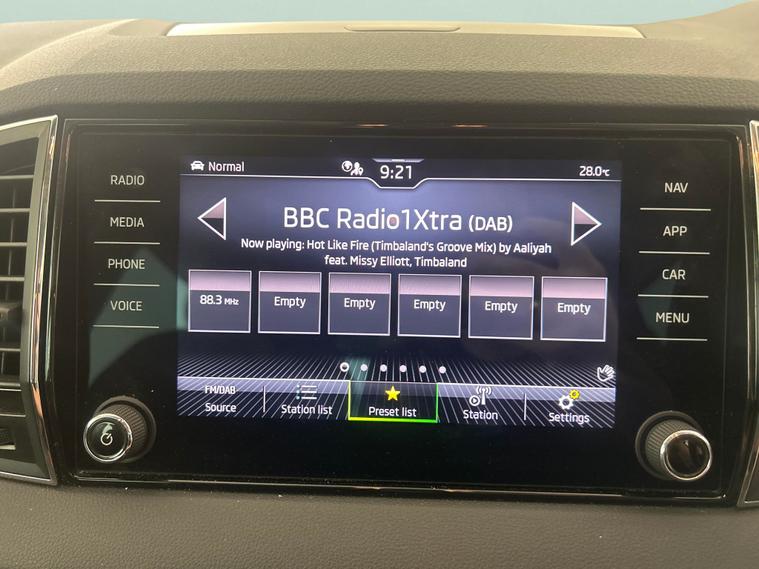 Normal
9:21
28.0°C
RADIO
MEDIA
PHONE
VOICE
BBC Radio1Xtra (DAB)
Now playing: Hot Like Fire (Timbaland's Groove Mix) by Aaliyah
feat. Missy Elliott, Timbaland
88.3 MHz
Empty
Empty
Empty
Empty
Empty
FM/DAB
Source
Station list
Preset list
Station
Settings
NAV
APP
CAR
MENU